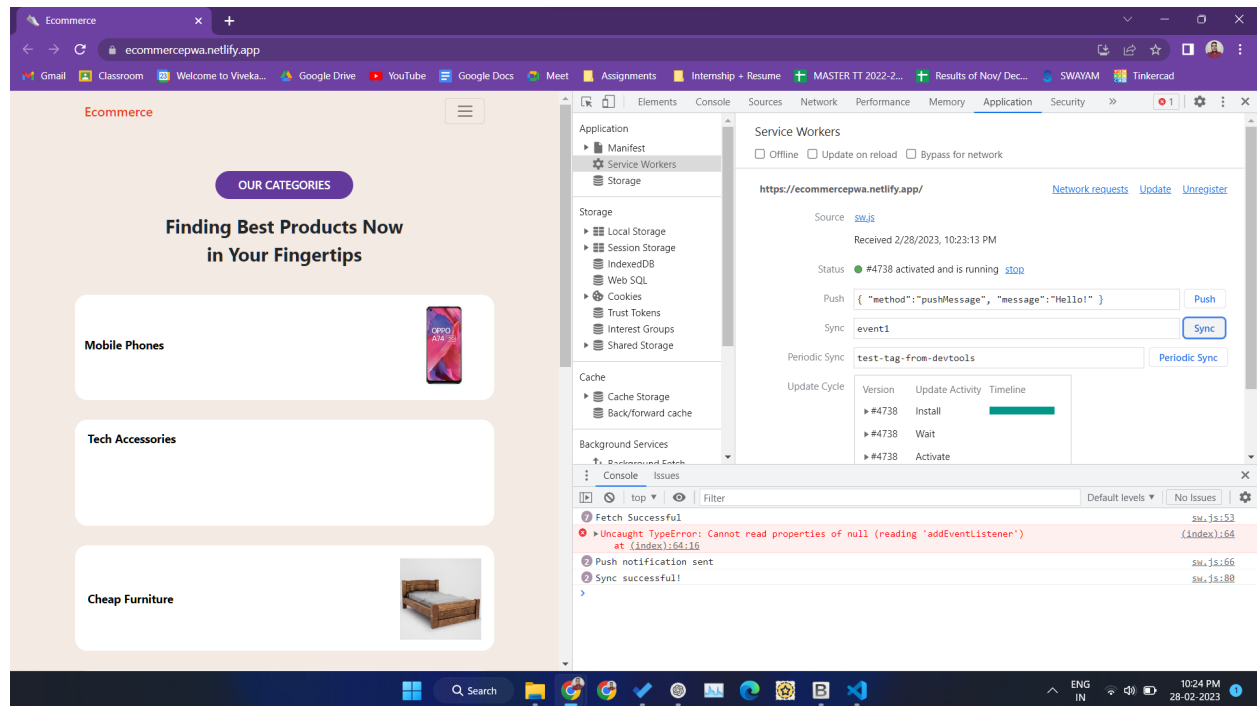 Ecommerce
ecommercepwa.netlify.app
Gmail Classroom Welcome to Viveka... Google Drive YouTube Google Docs Meet Assignments Internship + Resume MASTER TT 2022-2... Results of Nov/ Dec... SWAYAM Tinkercad
Ecommerce
OUR CATEGORIES
Finding Best Products Now
in Your Fingertips
OPPO
A74 5G
Mobile Phones
Tech Accessories
Cheap Furniture
Elements Console Sources Network Performance Memory Application Security » 1
Application
Manifest
Service Workers
Storage
Storage
Local Storage
Session Storage
IndexedDB
Web SQL
Cookies
Trust Tokens
Interest Groups
Shared Storage
Cache
Cache Storage
Back/forward cache
Background Services
Background Fetch
Service Workers
Offline Update on reload Bypass for network
https://ecommercepwa.netlify.app/ Network requests Update Unregister
Source sw.js
Received 2/28/2023, 10:23:13 PM
Status #4738 activated and is running stop
Push { "method":"pushMessage", "message":"Hello!" } Push
Sync event1 Sync
Periodic Sync test-tag-from-devtools Periodic Sync
Update Cycle Version Update Activity Timeline
#4738 Install
#4738 Wait
#4738 Activate
Console Issues
top Filter Default levels No Issues
7 Fetch Successful sw.js:53
Uncaught TypeError: Cannot read properties of null (reading 'addEventListener') (index):64
at (index):64:16
2 Push notification sent sw.js:66
2 Sync successful! sw.js:80
Search
ENG
IN
10:24 PM
28-02-2023
1